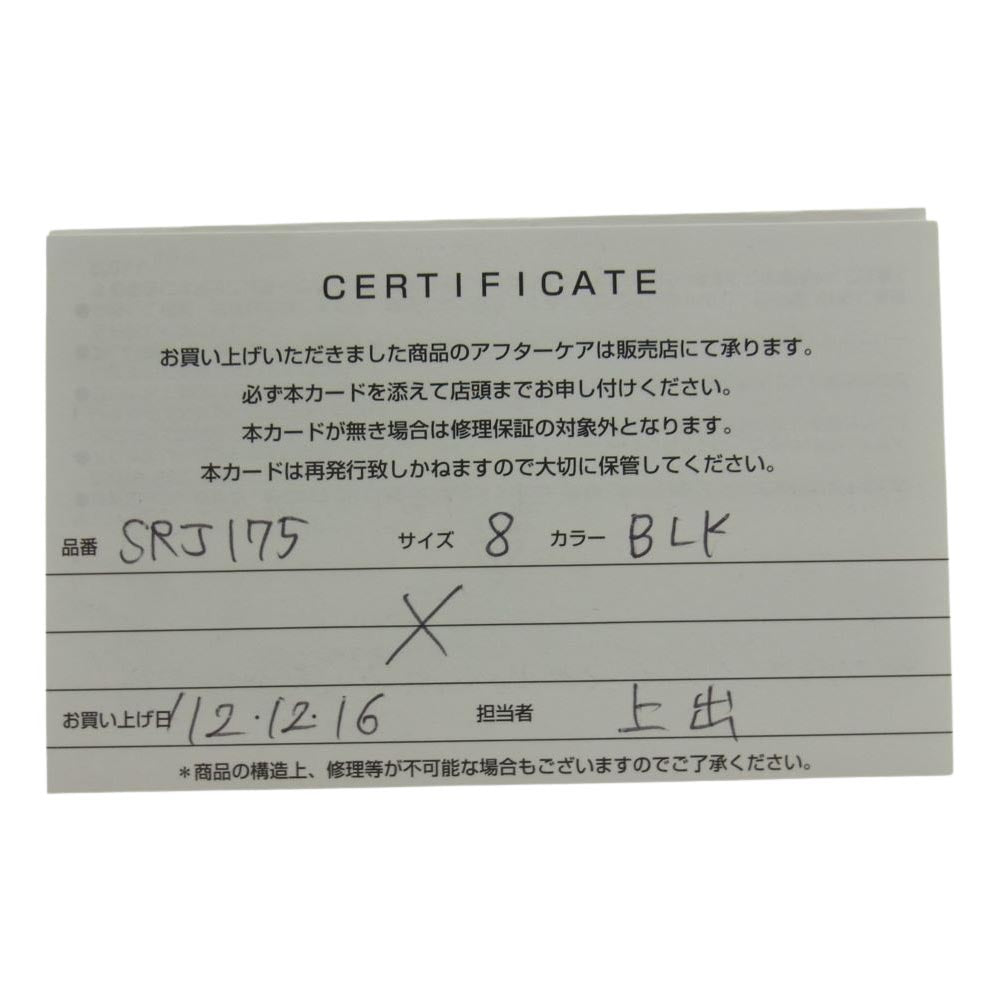 CERTIFICATE
お買い上げいただきました商品のアフターケアは販売店にて承ります。
必ず本カードを添えて店頭までお申し付けください。
本カードが無き場合は修理保証の対象外となります。
本カードは再発行致しかねますので大切に保管してください。
品番 SRJ175 サイズ 8 カラー BLK
お買い上げ日 '12.12.16 担当者 上出
*商品の構造上、修理等が不可能な場合もございますのでご了承ください。